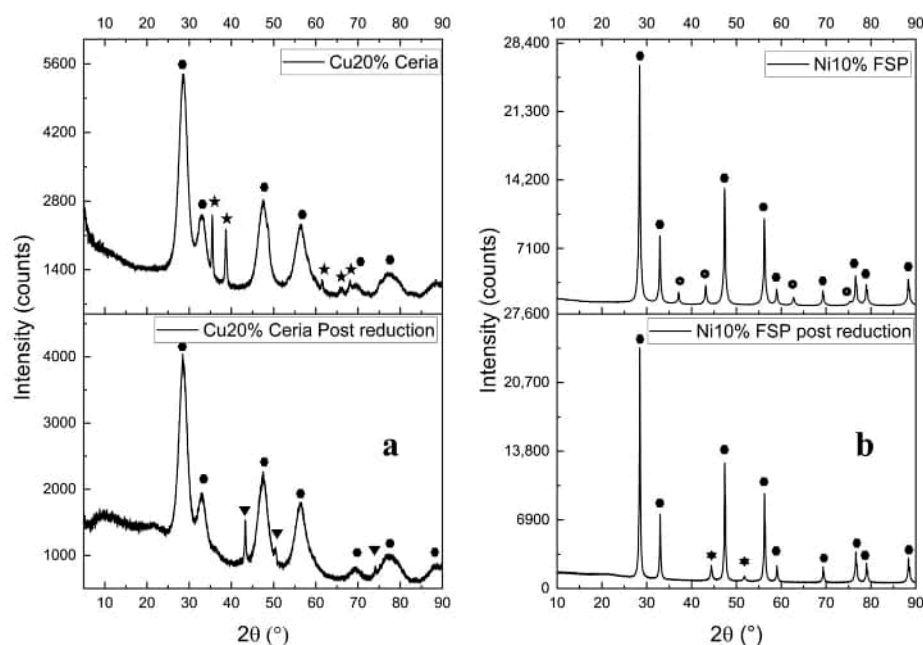 10 20 30 40 50 60 70 80 90
5600
4200
2800
1400
Cu20% Ceria
4000
3000
2000
1000
Cu20% Ceria Post reduction
a
5 10 20 30 40 50 60 70 80 90
2θ (°)
Intensity (counts)
10 20 30 40 50 60 70 80 90
28,400
21,300
14,200
7100
Ni10% FSP
27,600
20,700
13,800
6900
0
Ni10% FSP post reduction
b
10 20 30 40 50 60 70 80 90
2θ (°)
Intensity (counts)